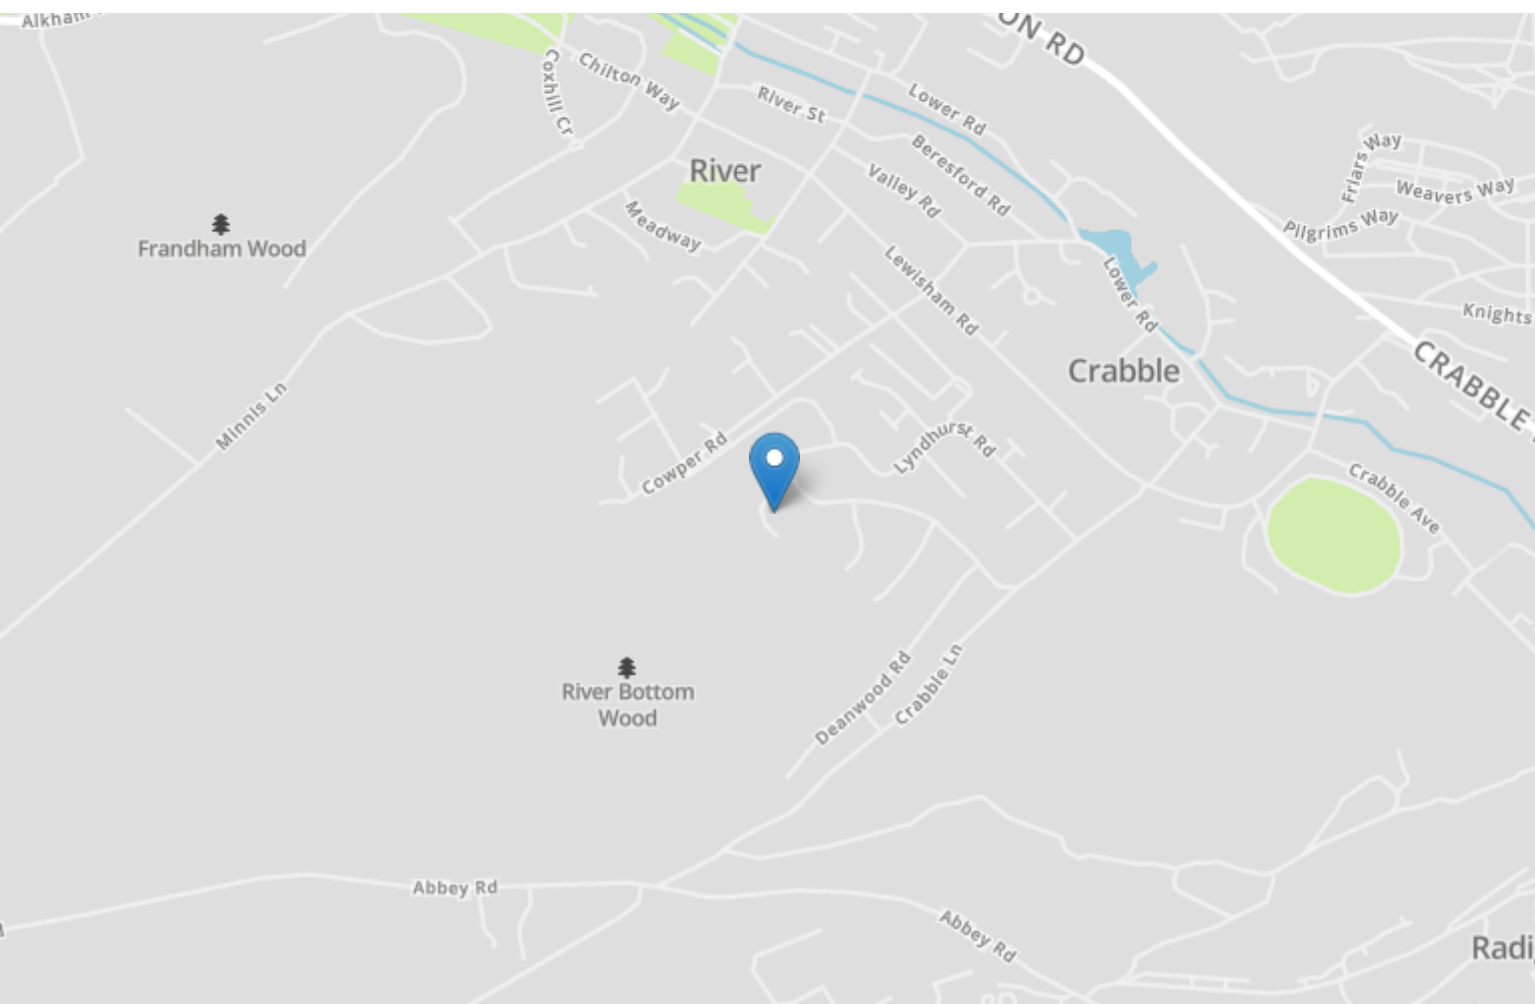 Alkham
ON RD
Coxhill Cr
Chilton Way
River St
Lower Rd
Beresford Rd
Friars Way
River
Valley Rd
Weavers Way
Meadway
Pilgrims Way
Frandham Wood
Lewisham Rd
Lower Rd
Knights
Crabble
CRABBLE
Minnis Ln
Lyndhurst Rd
Cowper Rd
Crabble Ave
River Bottom
Wood
Deanwood Rd
Crabble Ln
Abbey Rd
Abbey Rd
Radi